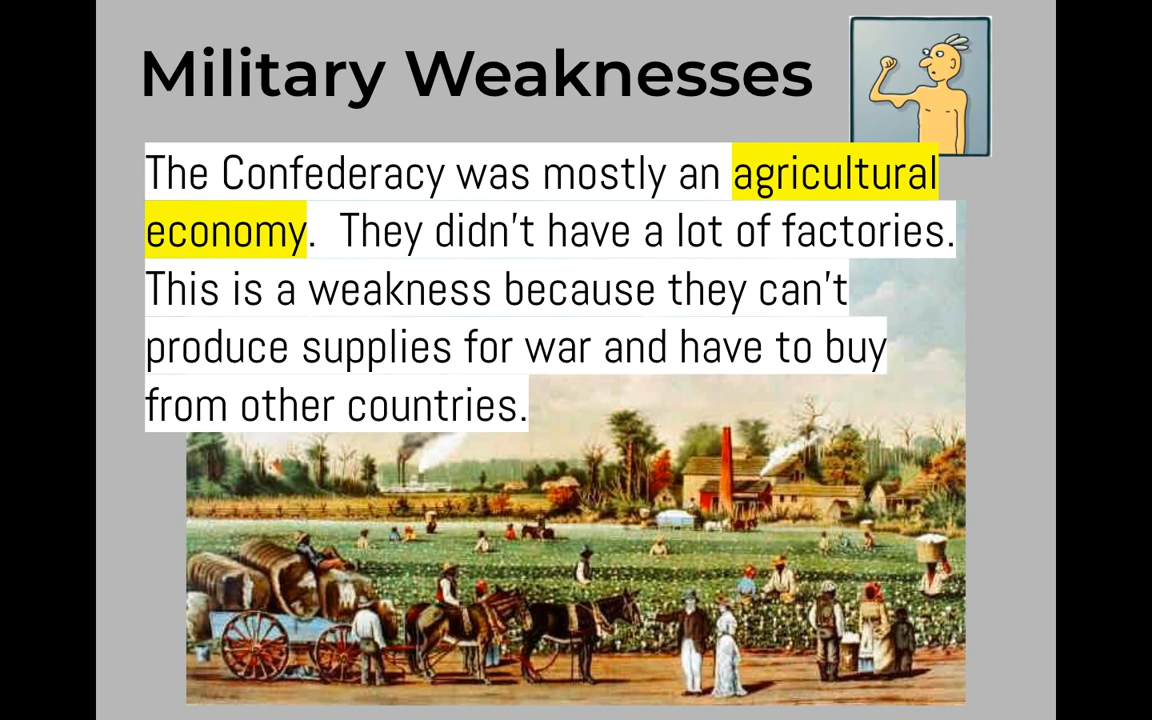 Military Weaknesses
The Confederacy was mostly an agricultural
economy.  They didn't have a lot of factories.
This is a weakness because they can't
produce supplies for war and have to buy
from other countries.